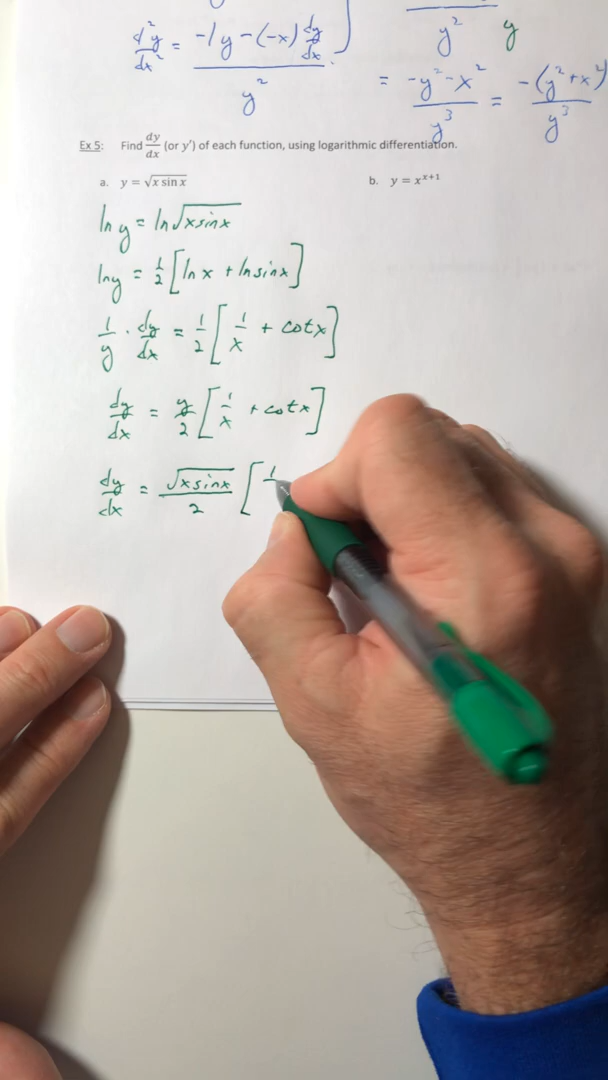 d²y/dx² = (-1y - (-x) dy/dx) / y²
y² y
= (-y² - x²) / y³ = -(y² + x²) / y³
Ex 5: Find dy/dx (or y') of each function, using logarithmic differentiation.
a. y = √(x sin x) b. y = x^(x+1)
ln y = ln √(x sin x)
ln y = 1/2 [ln x + ln sin x]
1/y · dy/dx = 1/2 [1/x + cot x]
dy/dx = y/2 [1/x + cot x]
dy/dx = √(x sin x)/2 [1